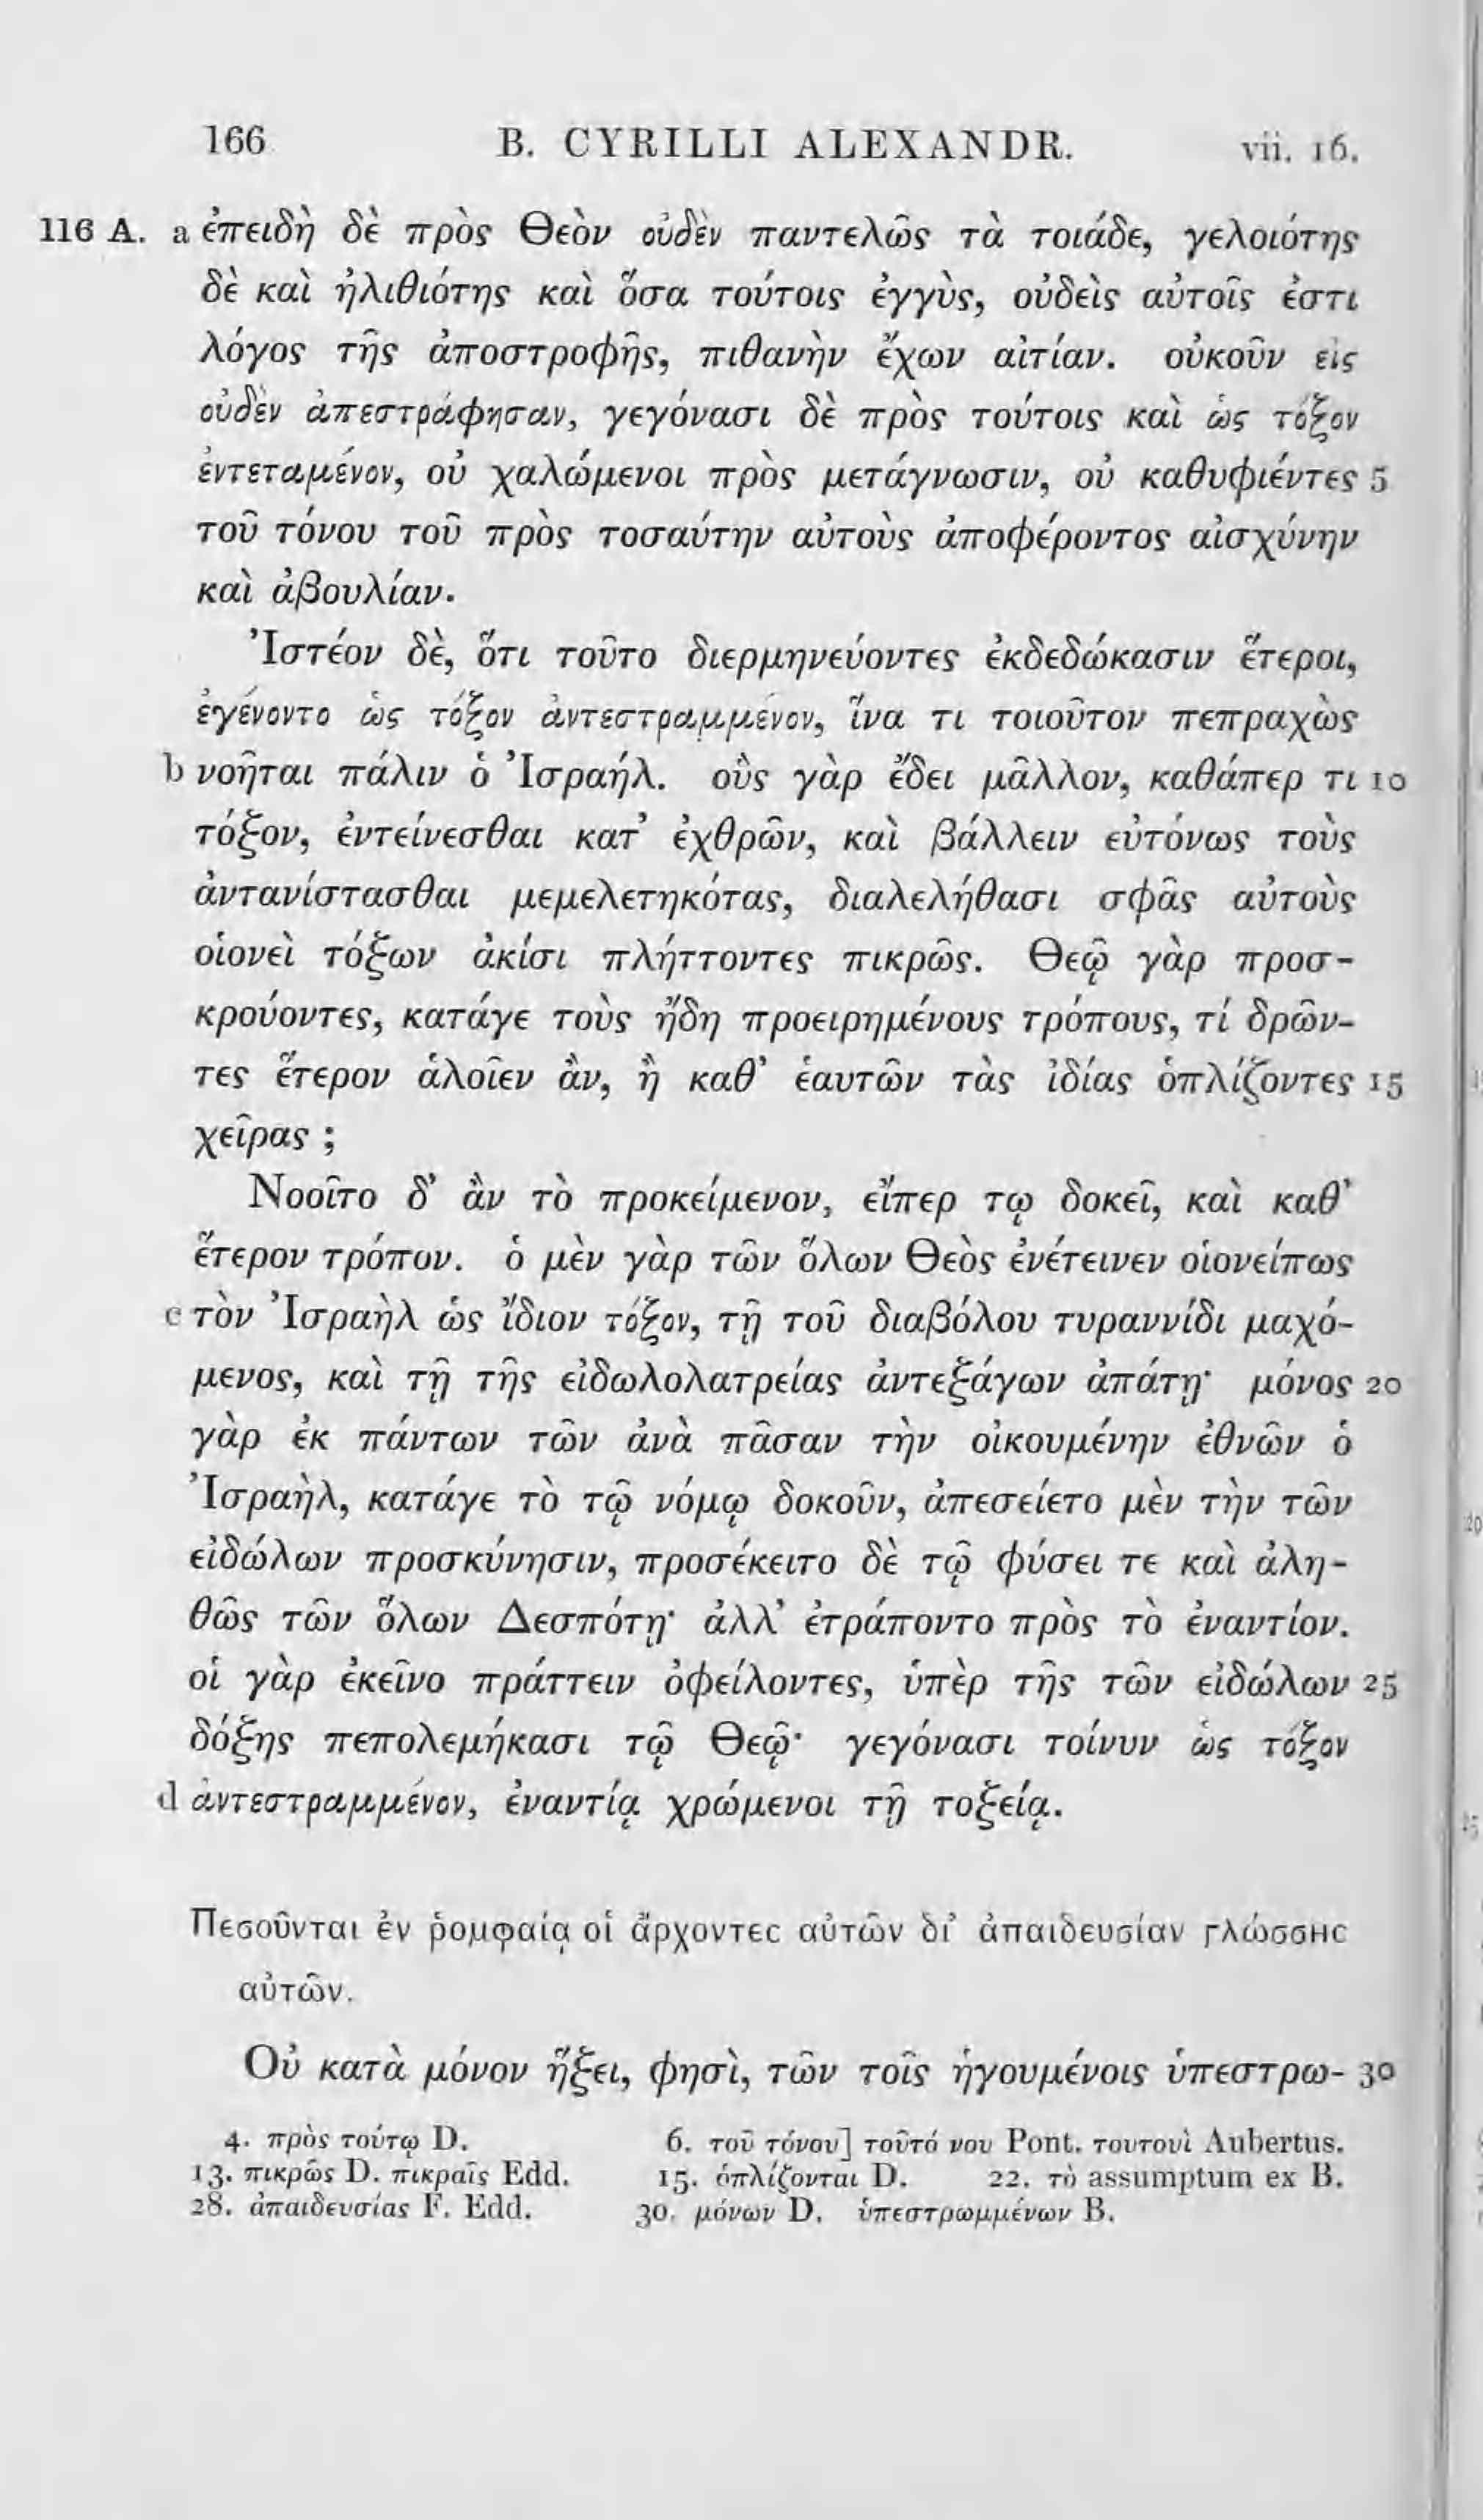 166 B. CYRILLI ALEXANDR. vii. 16.
116 A. a ἐπειδὴ δὲ πρὸς Θεὸν οὐδὲν παντελῶς τὰ τοιάδε, γελοιότης
δὲ καὶ ἠλιθιότης καὶ ὅσα τούτοις ἐγγὺς, οὐδεὶς αὐτοῖς ἐστι
λόγος τῆς ἀποστροφῆς, πιθανὴν ἔχων αἰτίαν. οὐκοῦν εἰς
οὐδὲν ἀπεστράφησαν, γεγόνασι δὲ πρὸς τούτοις καὶ ὡς τόξον
ἐντεταμένον, οὐ χαλώμενοι πρὸς μετάγνωσιν, οὐ καθυφιέντες 5
τοῦ τόνου τοῦ πρὸς τοσαύτην αὐτοὺς ἀποφέροντος αἰσχύνην
καὶ ἀβουλίαν.
Ἰστέον δὲ, ὅτι τοῦτο διερμηνεύοντες ἐκδεδώκασιν ἕτεροι,
ἐγένοντο ὡς τόξον ἀντεστραμμένον, ἵνα τι τοιοῦτον πεπραχὼς
b νοῆται πάλιν ὁ Ἰσραήλ. οὓς γὰρ ἔδει μᾶλλον, καθάπερ τι 10
τόξον, ἐντείνεσθαι κατ’ ἐχθρῶν, καὶ βάλλειν εὐτόνως τοὺς
ἀντανίστασθαι μεμελετηκότας, διαλελήθασι σφᾶς αὐτοὺς
οἱονεὶ τόξων ἀκίσι πλήττοντες πικρῶς. Θεῷ γὰρ προσ-
κρούοντες, κατάγε τοὺς ἤδη προειρημένους τρόπους, τί δρῶν-
τες ἕτερον ἁλοῖεν ἂν, ἢ καθ’ ἑαυτῶν τὰς ἰδίας ὁπλίζοντες 15
χεῖρας ;
Νοοῖτο δ’ ἂν τὸ προκείμενον, εἴπερ τῳ δοκεῖ, καὶ καθ’
ἕτερον τρόπον. ὁ μὲν γὰρ τῶν ὅλων Θεὸς ἐνέτεινεν οἱονείπως
c τὸν Ἰσραὴλ ὡς ἴδιον τόξον, τῇ τοῦ διαβόλου τυραννίδι μαχό-
μενος, καὶ τῇ τῆς εἰδωλολατρείας ἀντεξάγων ἀπάτῃ· μόνος 20
γὰρ ἐκ πάντων τῶν ἀνὰ πᾶσαν τὴν οἰκουμένην ἐθνῶν ὁ
Ἰσραὴλ, κατάγε τὸ τῷ νόμῳ δοκοῦν, ἀπεσείετο μὲν τὴν τῶν
εἰδώλων προσκύνησιν, προσέκειτο δὲ τῷ φύσει τε καὶ ἀλη-
θῶς τῶν ὅλων Δεσπότῃ· ἀλλ’ ἐτράποντο πρὸς τὸ ἐναντίον.
οἱ γὰρ ἐκεῖνο πράττειν ὀφείλοντες, ὑπὲρ τῆς τῶν εἰδώλων 25
δόξης πεπολεμήκασι τῷ Θεῷ· γεγόνασι τοίνυν ὡς τόξον
d ἀντεστραμμένον, ἐναντίᾳ χρώμενοι τῇ τοξείᾳ.
Πεσοῦνται ἐν ῥομφαίᾳ οἱ ἄρχοντες αὐτῶν δι’ ἀπαιδευσίαν γλώσσης
αὐτῶν.
Οὐ κατὰ μόνον ἥξει, φησὶ, τῶν τοῖς ἡγουμένοις ὑπεστρω- 30
4. πρὸς τούτῳ D. 6. τοῦ τόνου] τοῦτό νου Pont. τουτουὶ Aubertus.
13. πικρῶς D. πικραῖς Edd. 15. ὁπλίζονται D. 22. τὸ assumptum ex B.
28. ἀπαιδευσίας F. Edd. 30. μόνων D. ὑπεστρωμμένων B.